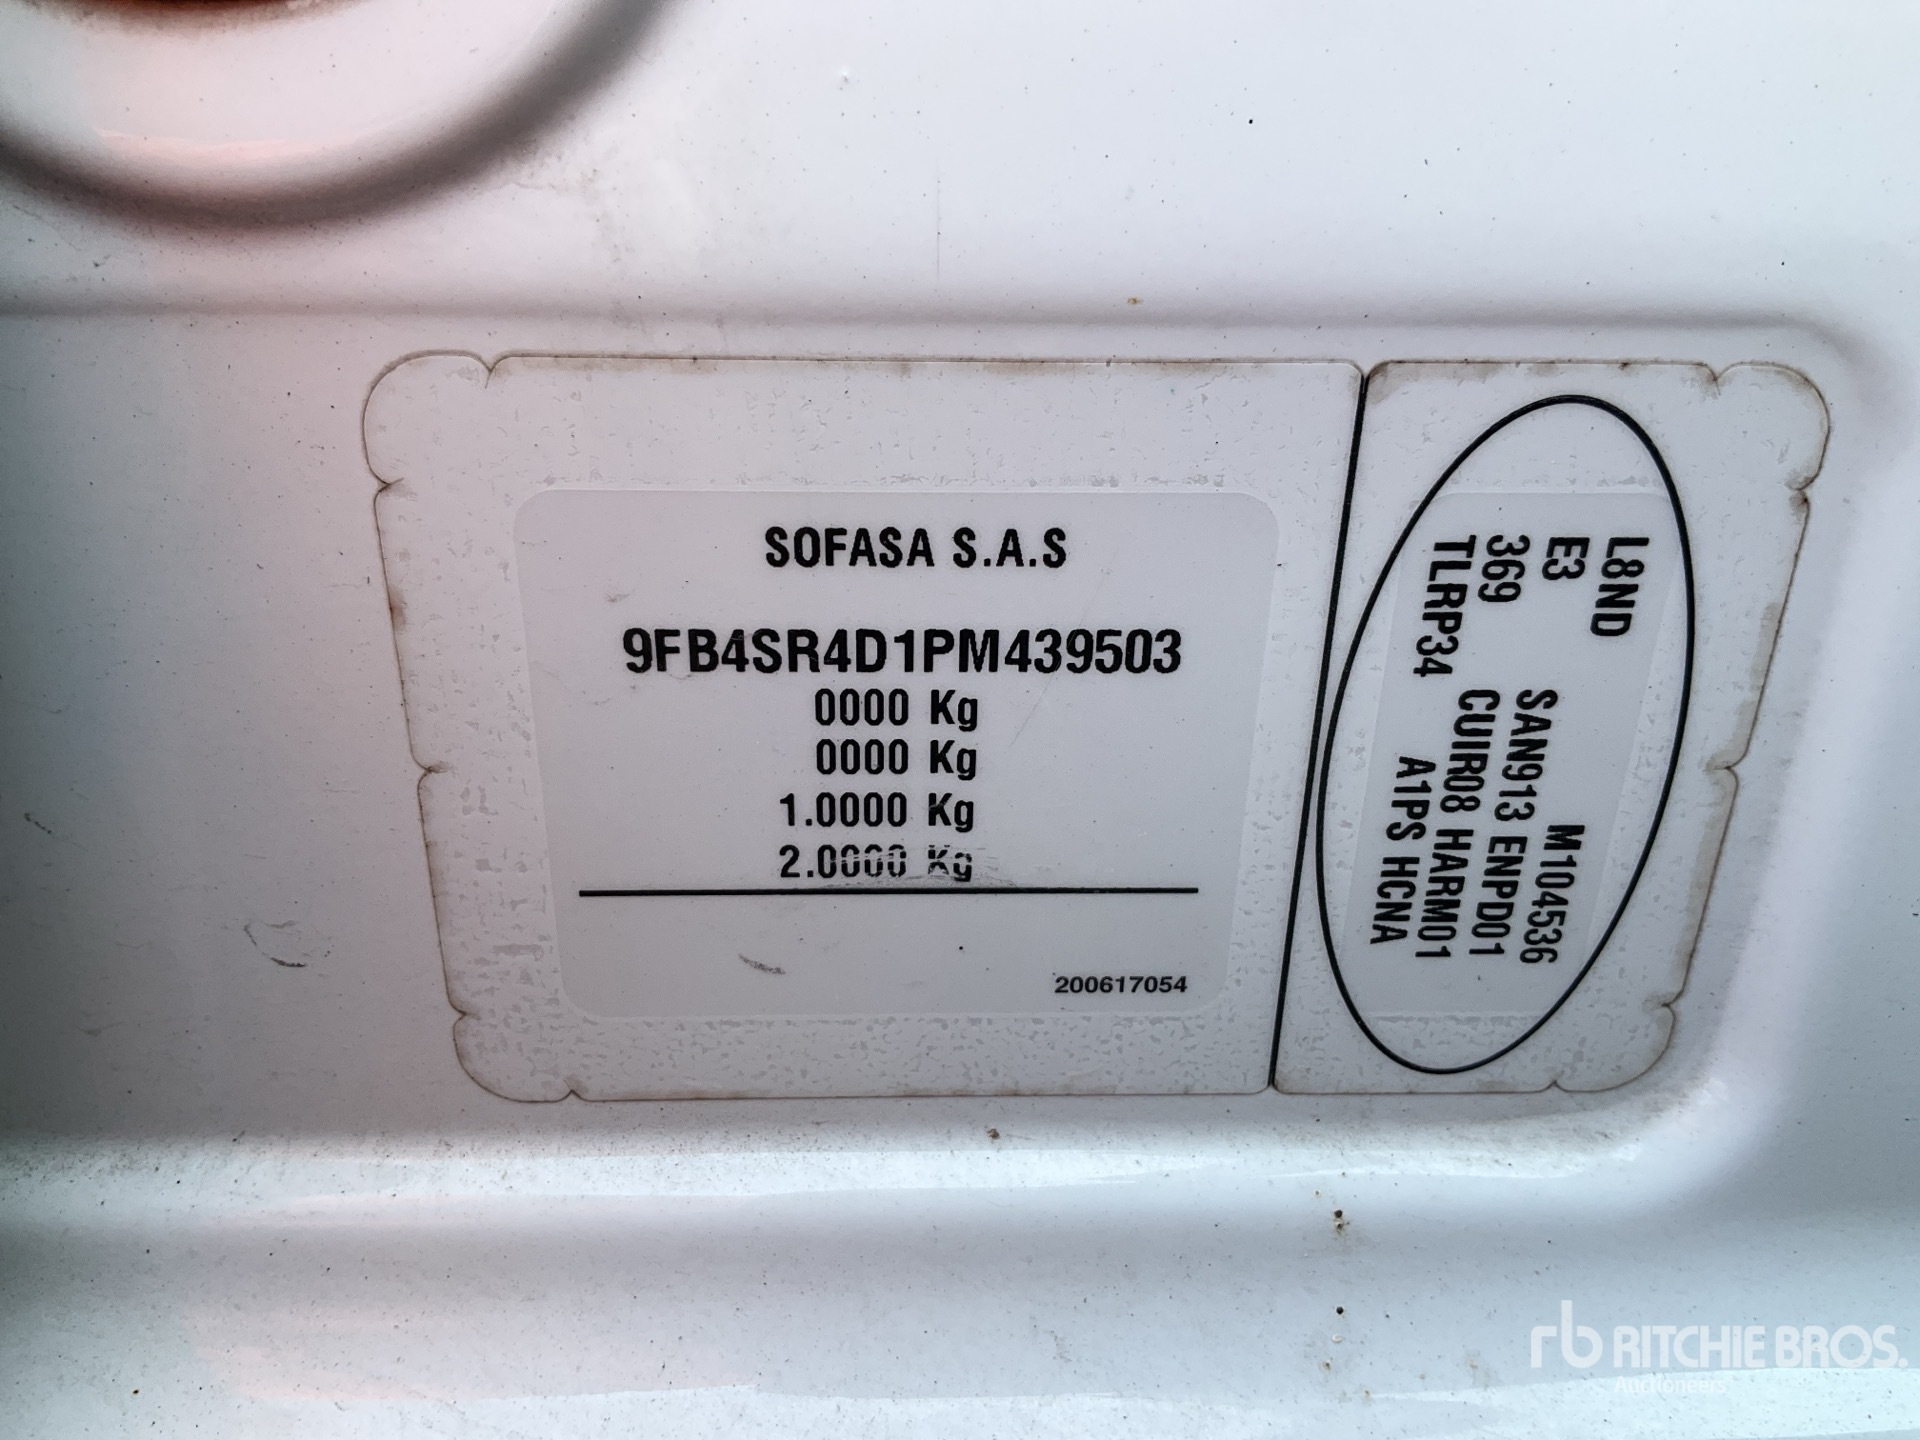 SOFASA S.A.S
9FB4SR4D1PM439503
0000 Kg
0000 Kg
1.0000 Kg
2.0000 Kg
200617054
L8ND
E3 M104536
369 SAN913 ENPD01
TLRP34 CUIR08 HARM01
A1PS HCNA
rb RITCHIE BROS.
Auctioneers